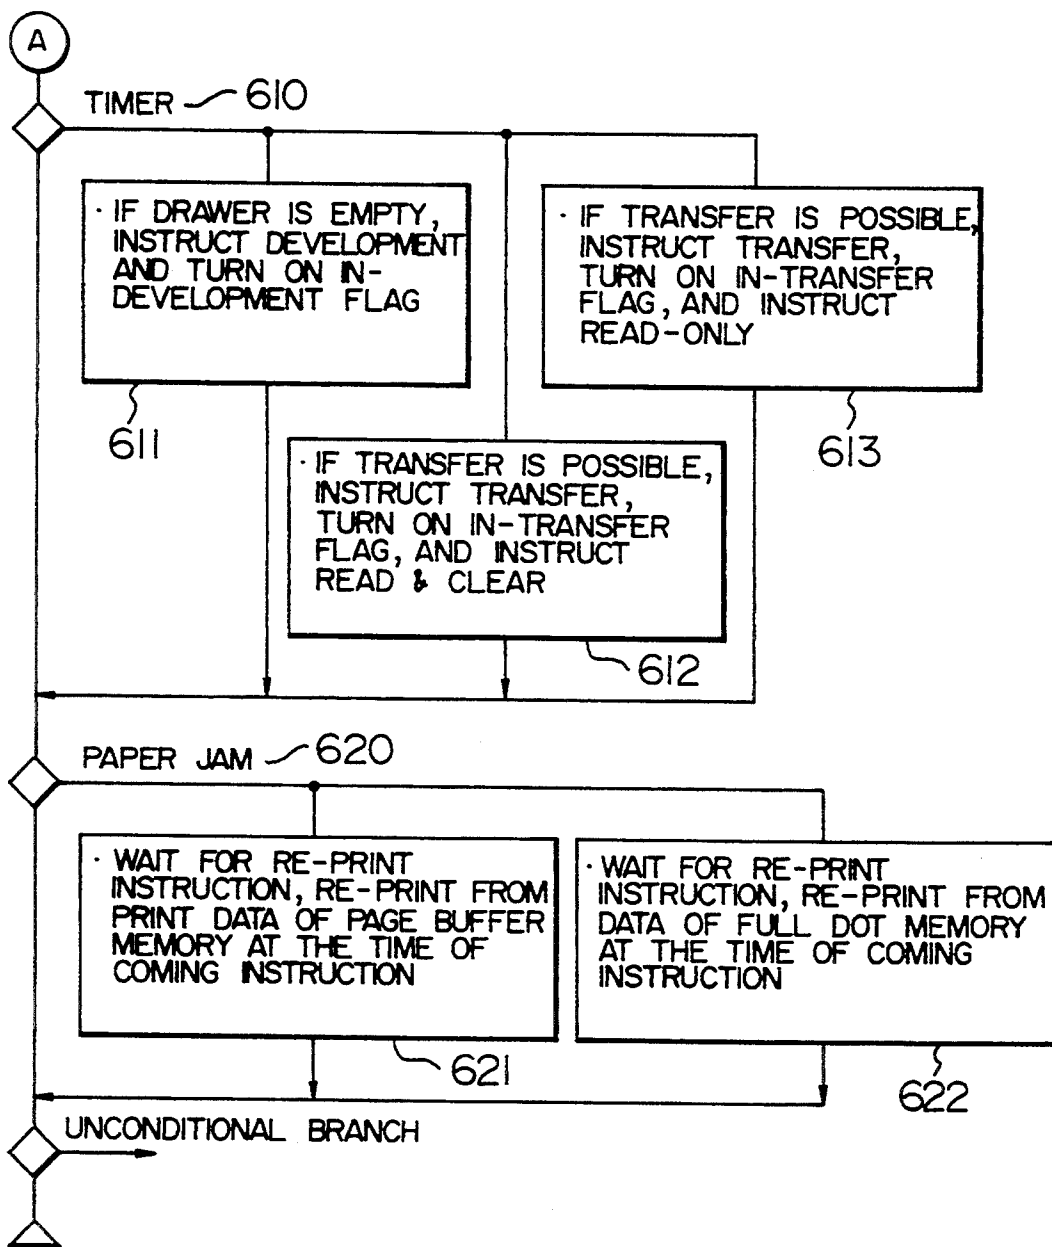 A
TIMER 610
· IF DRAWER IS EMPTY,
INSTRUCT DEVELOPMENT
AND TURN ON IN-
DEVELOPMENT FLAG
611
· IF TRANSFER IS POSSIBLE,
INSTRUCT TRANSFER,
TURN ON IN-TRANSFER
FLAG, AND INSTRUCT
READ-ONLY
613
· IF TRANSFER IS POSSIBLE,
INSTRUCT TRANSFER,
TURN ON IN-TRANSFER
FLAG, AND INSTRUCT
READ & CLEAR
612
PAPER JAM 620
· WAIT FOR RE-PRINT
INSTRUCTION, RE-PRINT FROM
PRINT DATA OF PAGE BUFFER
MEMORY AT THE TIME OF
COMING INSTRUCTION
621
· WAIT FOR RE-PRINT
INSTRUCTION, RE-PRINT FROM
DATA OF FULL DOT MEMORY
AT THE TIME OF COMING
INSTRUCTION
622
UNCONDITIONAL BRANCH